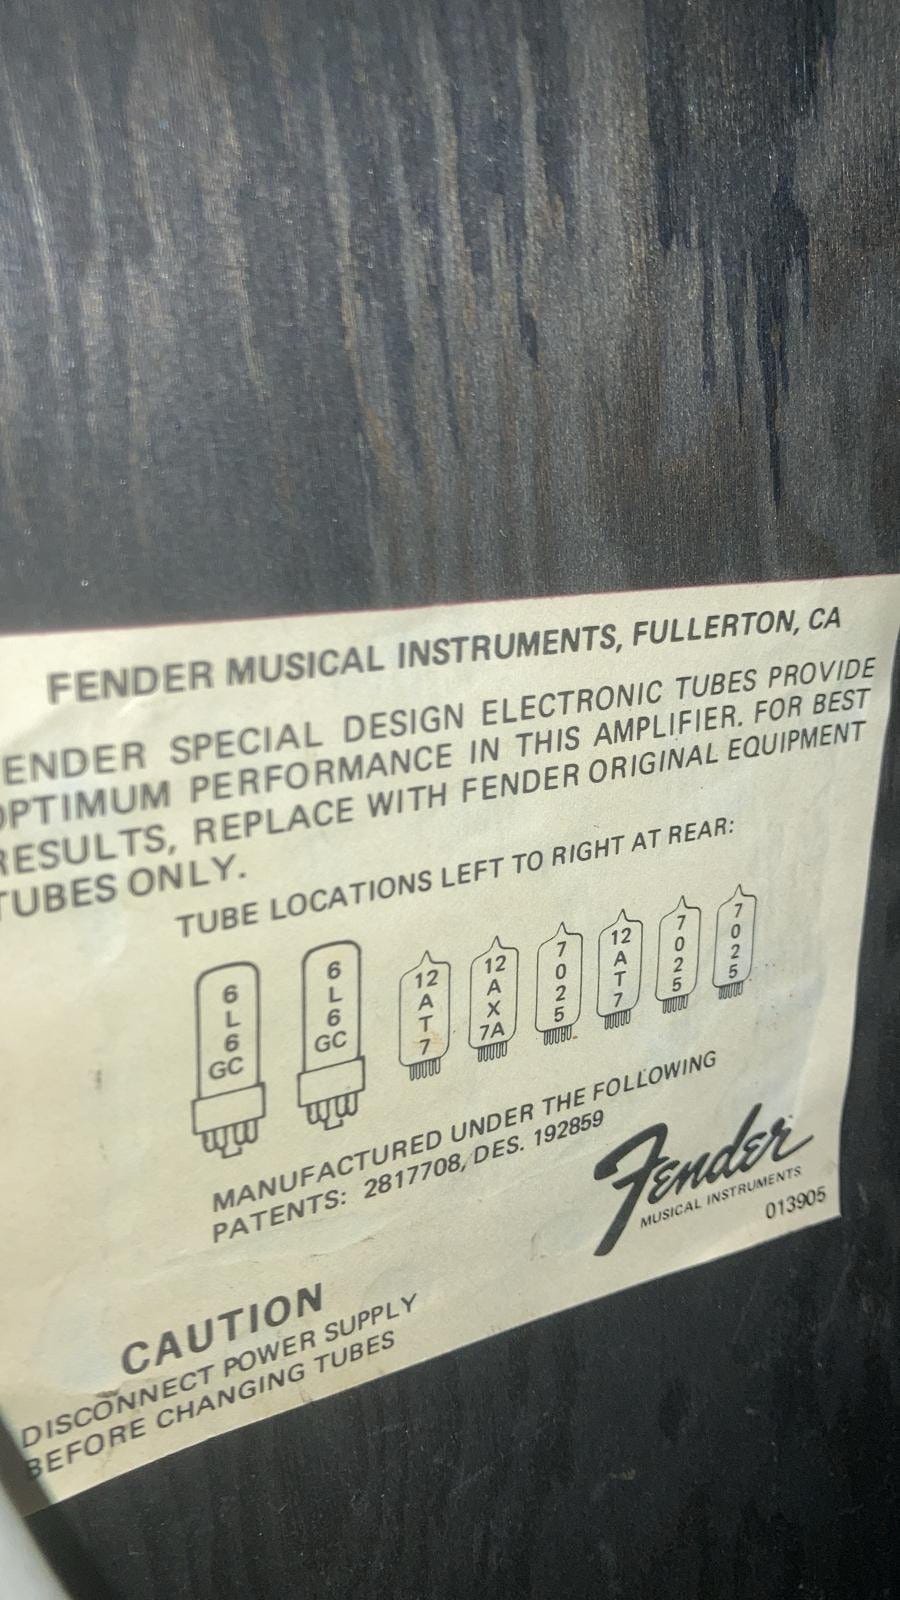 FENDER MUSICAL INSTRUMENTS, FULLERTON, CA
ENDER SPECIAL DESIGN ELECTRONIC TUBES PROVIDE
OPTIMUM PERFORMANCE IN THIS AMPLIFIER. FOR BEST
RESULTS, REPLACE WITH FENDER ORIGINAL EQUIPMENT
TUBES ONLY.
TUBE LOCATIONS LEFT TO RIGHT AT REAR:
6L6GC 6L6GC 12AT7 12AX7A 7025 12AT7 7025 7025
MANUFACTURED UNDER THE FOLLOWING
PATENTS: 2817708, DES. 192859
Fender
MUSICAL INSTRUMENTS
013905
CAUTION
DISCONNECT POWER SUPPLY
BEFORE CHANGING TUBES